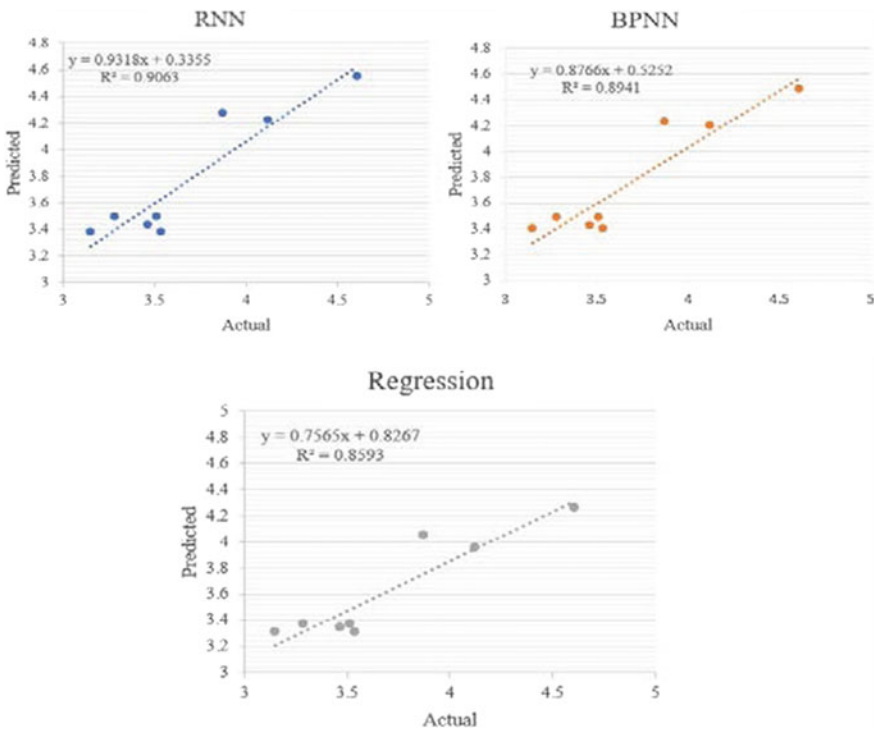 RNN
y = 0.9318x + 0.3355
R² = 0.9063
4.8
4.6
4.4
4.2
4
3.8
3.6
3.4
3.2
3
3 3.5 4 4.5 5
Predicted
Actual
BPNN
y = 0.8766x + 0.5252
R² = 0.8941
4.8
4.6
4.4
4.2
4
3.8
3.6
3.4
3.2
3
3 3.5 4 4.5 5
Predicted
Actual
Regression
y = 0.7565x + 0.8267
R² = 0.8593
5
4.8
4.6
4.4
4.2
4
3.8
3.6
3.4
3.2
3
3 3.5 4 4.5 5
Predicted
Actual